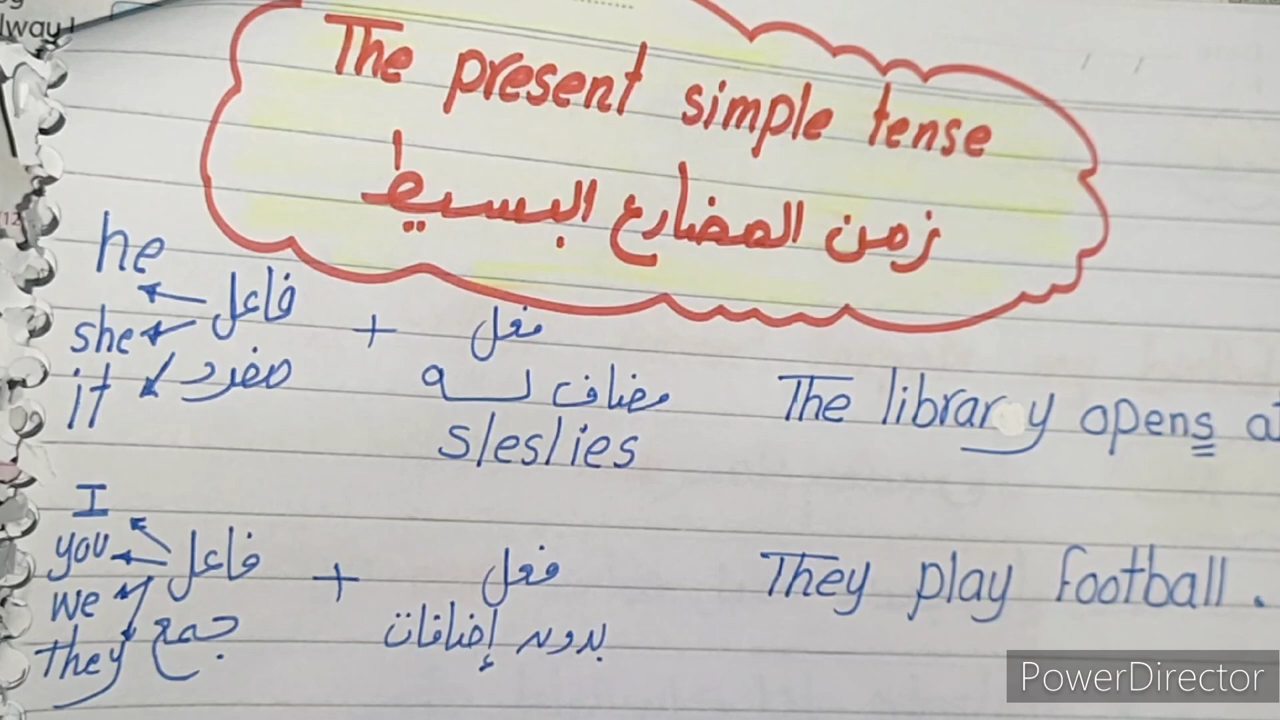 lway
The present simple tense
زمن المضارع البسيط
he
she
it
فاعل
مفرد
+
فعل
مضاف له
s/es/ies
The library opens
I
you
we
they
فاعل
جمع
+
فعل
بدون إضافات
They play football.
PowerDirector